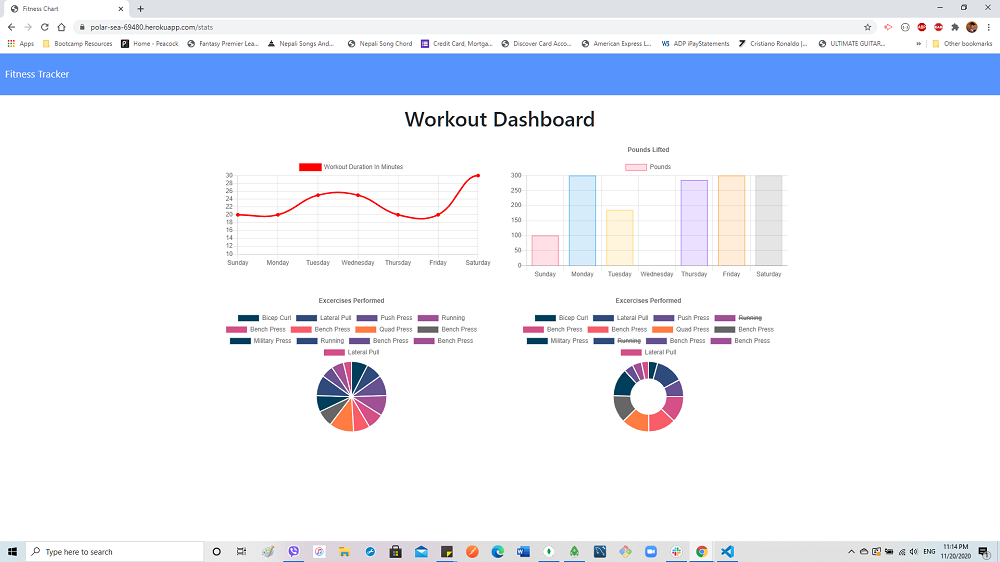 Fitness Chart
polar-sea-69480.herokuapp.com/stats
Apps Bootcamp Resources Home - Peacock Fantasy Premier Lea... Nepali Songs And... Nepali Song Chord Credit Card, Mortga... Discover Card Acco... American Express L... ADP iPayStatements Cristiano Ronaldo |... ULTIMATE GUITAR... » Other bookmarks
Fitness Tracker
Workout Dashboard
Workout Duration In Minutes
30
28
26
24
22
20
18
16
14
12
10
Sunday Monday Tuesday Wednesday Thursday Friday Saturday
Pounds Lifted
Pounds
300
250
200
150
100
50
0
Sunday Monday Tuesday Wednesday Thursday Friday Saturday
Excercises Performed
Bicep Curl Lateral Pull Push Press Running
Bench Press Bench Press Quad Press Bench Press
Military Press Running Bench Press Bench Press
Lateral Pull
Excercises Performed
Bicep Curl Lateral Pull Push Press Running
Bench Press Bench Press Quad Press Bench Press
Military Press Running Bench Press Bench Press
Lateral Pull
Type here to search
ENG
11:14 PM
11/20/2020